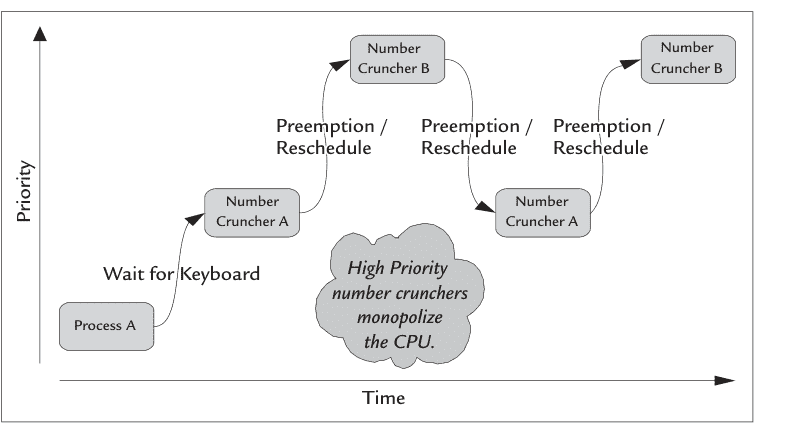 Number
Cruncher B
Number
Cruncher B
Preemption /
Reschedule
Preemption /
Reschedule
Preemption /
Reschedule
Priority
Number
Cruncher A
Number
Cruncher A
Wait for Keyboard
High Priority
number crunchers
monopolize
the CPU.
Process A
Time